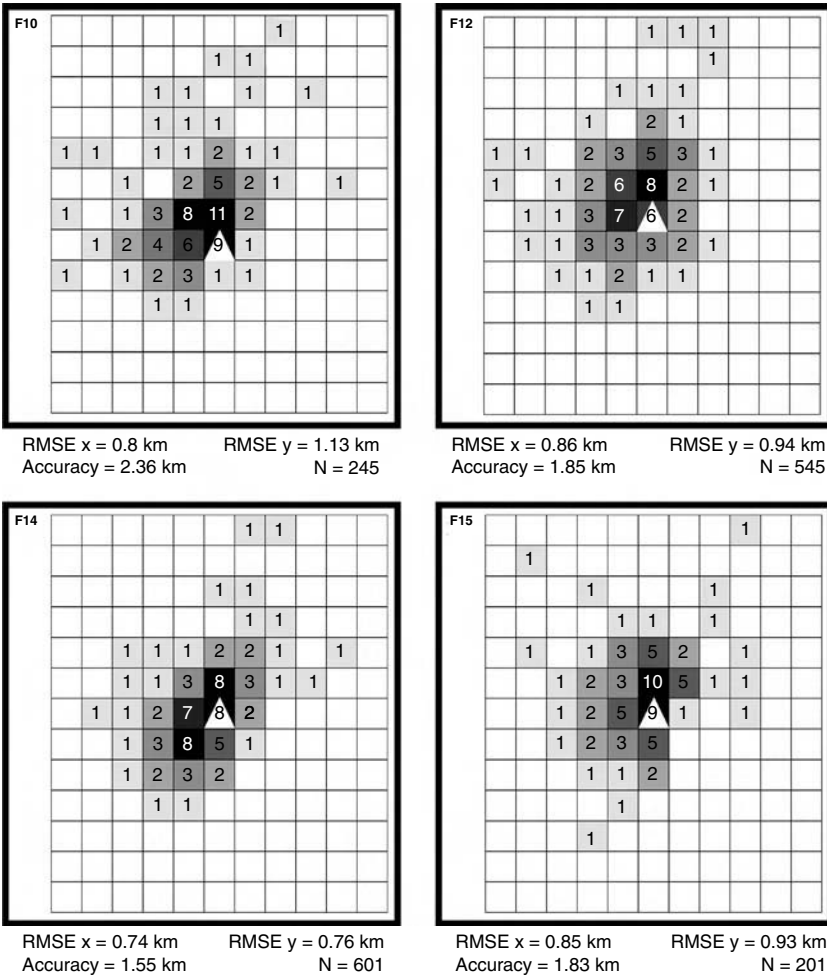 F10
1
1 1
1 1 1 1
1 1 1
1 1 1 1 2 1 1
1 2 5 2 1 1
1 1 3 8 11 2
1 2 4 6 9 1
1 1 2 3 1 1
1 1
RMSE x = 0.8 km RMSE y = 1.13 km
Accuracy = 2.36 km N = 245
F12
1 1 1
1
1 1 1
1 2 1
1 1 2 3 5 3 1
1 1 2 6 8 2 1
1 1 3 7 6 2
1 1 3 3 3 2 1
1 1 2 1 1
1 1
RMSE x = 0.86 km RMSE y = 0.94 km
Accuracy = 1.85 km N = 545
F14
1 1
1 1
1 1
1 1 1 2 2 1 1
1 1 3 8 3 1 1
1 1 2 7 8 2
1 3 8 5 1
1 2 3 2
1 1
RMSE x = 0.74 km RMSE y = 0.76 km
Accuracy = 1.55 km N = 601
F15
1
1
1 1
1 1 1
1 1 3 5 2 1
1 2 3 10 5 1 1
1 2 5 9 1 1
1 2 3 5
1 1 2
1
1
RMSE x = 0.85 km RMSE y = 0.93 km
Accuracy = 1.83 km N = 201